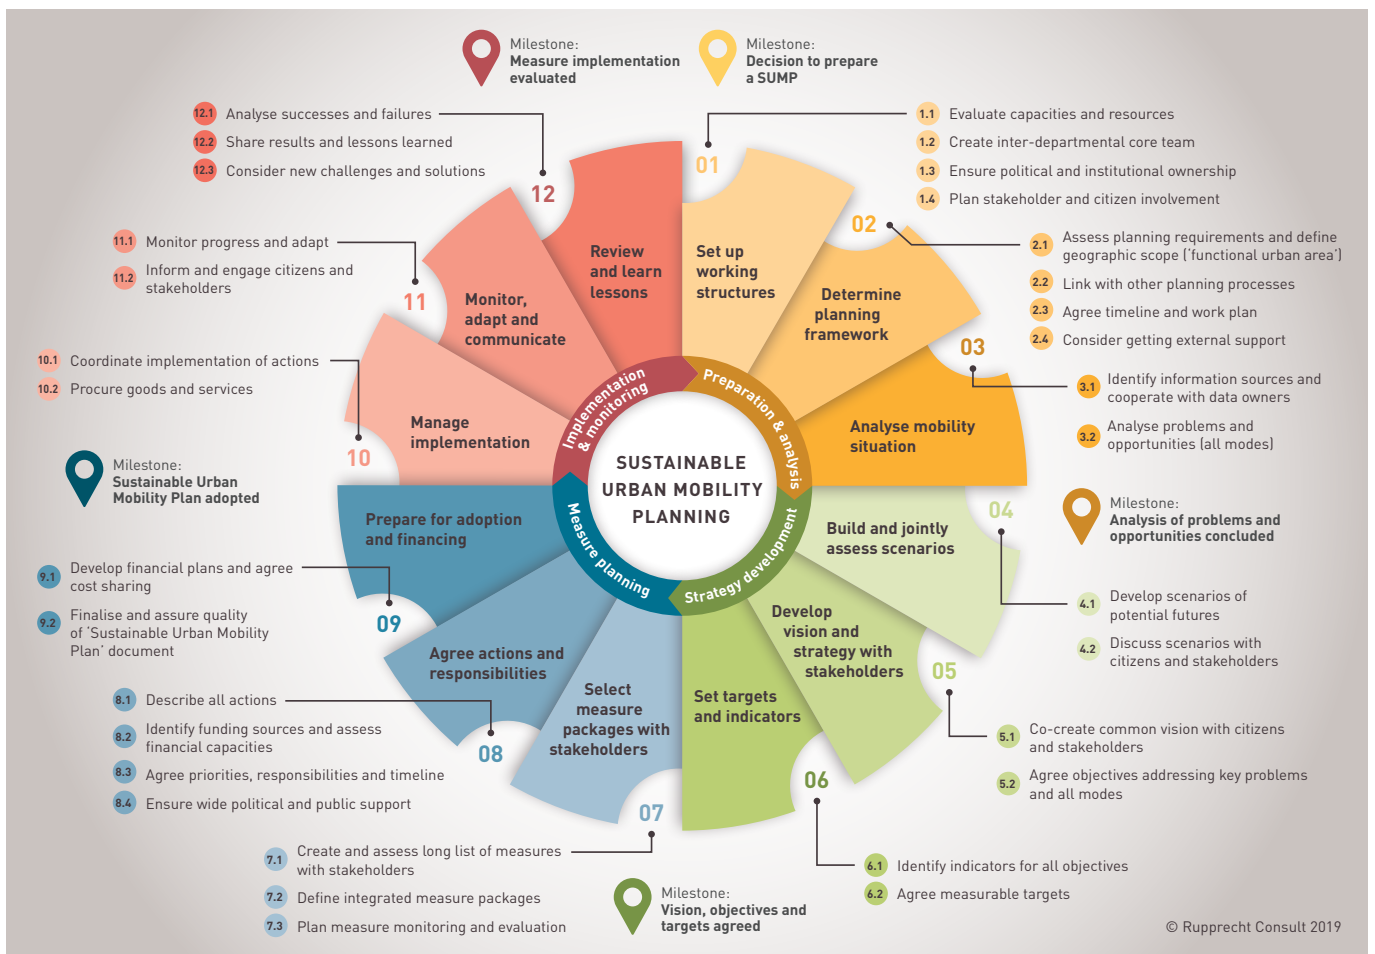 Milestone:
Measure implementation
evaluated
Milestone:
Decision to prepare
a SUMP
12.1 Analyse successes and failures
12.2 Share results and lessons learned
12.3 Consider new challenges and solutions
1.1 Evaluate capacities and resources
1.2 Create inter-departmental core team
1.3 Ensure political and institutional ownership
1.4 Plan stakeholder and citizen involvement
01
12
02
2.1 Assess planning requirements and define
geographic scope (‘functional urban area’)
2.2 Link with other planning processes
2.3 Agree timeline and work plan
2.4 Consider getting external support
11.1 Monitor progress and adapt
11.2 Inform and engage citizens and
stakeholders
11
03
3.1 Identify information sources and
cooperate with data owners
3.2 Analyse problems and
opportunities (all modes)
10.1 Coordinate implementation of actions
10.2 Procure goods and services
10
Review
and learn
lessons
Set up
working
structures
Monitor,
adapt and
communicate
Determine
planning
framework
Manage
implementation
Analyse mobility
situation
Implementation
& monitoring
Preparation & analysis
SUSTAINABLE
URBAN MOBILITY
PLANNING
Measure planning
Strategy development
Milestone:
Sustainable Urban
Mobility Plan adopted
Milestone:
Analysis of problems and
opportunities concluded
04
Prepare for adoption
and financing
Build and jointly
assess scenarios
9.1 Develop financial plans and agree
cost sharing
9.2 Finalise and assure quality
of ‘Sustainable Urban Mobility
Plan’ document
09
4.1 Develop scenarios of
potential futures
4.2 Discuss scenarios with
citizens and stakeholders
Agree actions and
responsibilities
Develop
vision and
strategy with
stakeholders
05
Select
measure
packages with
stakeholders
Set targets
and indicators
8.1 Describe all actions
8.2 Identify funding sources and assess
financial capacities
8.3 Agree priorities, responsibilities and timeline
8.4 Ensure wide political and public support
08
5.1 Co-create common vision with citizens
and stakeholders
5.2 Agree objectives addressing key problems
and all modes
06
07
7.1 Create and assess long list of measures
with stakeholders
7.2 Define integrated measure packages
7.3 Plan measure monitoring and evaluation
6.1 Identify indicators for all objectives
6.2 Agree measurable targets
Milestone:
Vision, objectives and
targets agreed
© Rupprecht Consult 2019